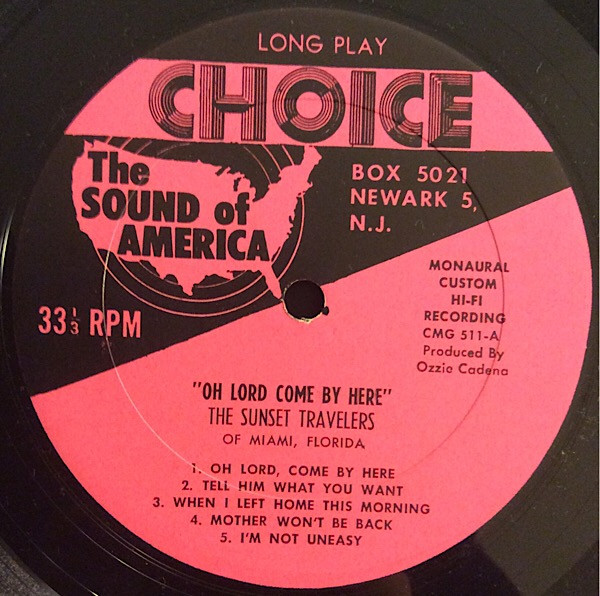 LONG PLAY
CHOICE
The
SOUND of
AMERICA
BOX 5021
NEWARK 5,
N.J.
33⅓ RPM
MONAURAL
CUSTOM
HI-FI
RECORDING
CMG 511-A
Produced By
Ozzie Cadena
"OH LORD COME BY HERE"
THE SUNSET TRAVELERS
OF MIAMI, FLORIDA
1. OH LORD, COME BY HERE
2. TELL HIM WHAT YOU WANT
3. WHEN I LEFT HOME THIS MORNING
4. MOTHER WON'T BE BACK
5. I'M NOT UNEASY